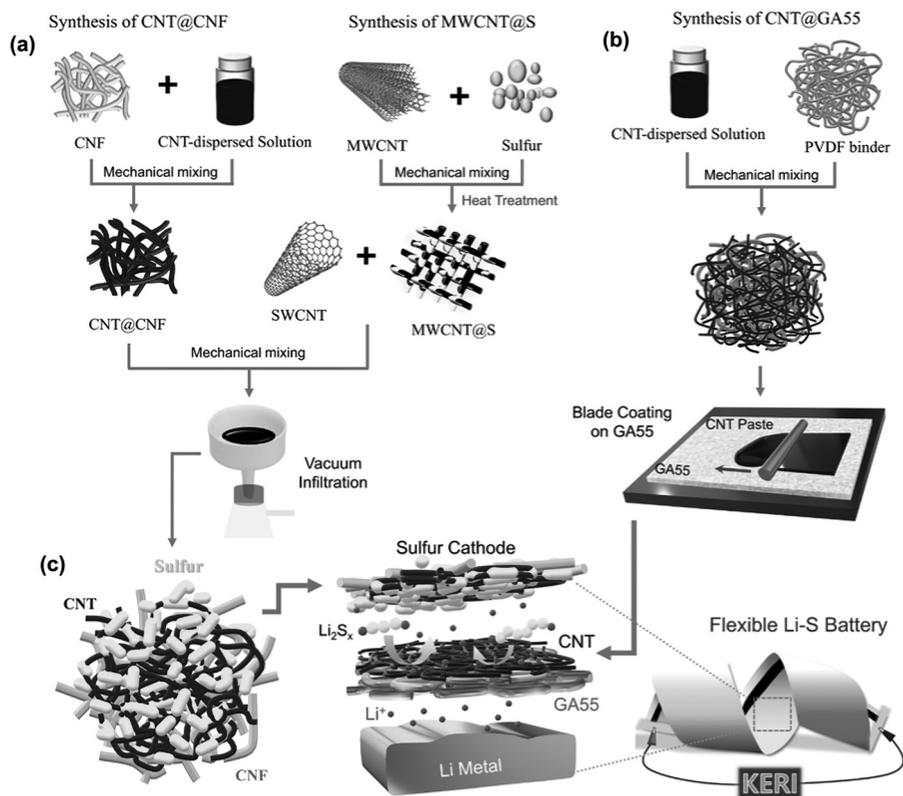 Synthesis of CNT@CNF
Synthesis of MWCNT@S
Synthesis of CNT@GA55
(a)
(b)
+
+
CNF
CNT-dispersed Solution
MWCNT
Sulfur
CNT-dispersed Solution
PVDF binder
Mechanical mixing
Mechanical mixing
Mechanical mixing
Heat Treatment
+
CNT@CNF
SWCNT
MWCNT@S
Mechanical mixing
Vacuum
Infiltration
Blade Coating
on GA55
CNT Paste
GA55
(c)
Sulfur
CNT
CNF
Sulfur Cathode
Li₂Sₓ
CNT
GA55
Li⁺
Li Metal
Flexible Li-S Battery
KERI